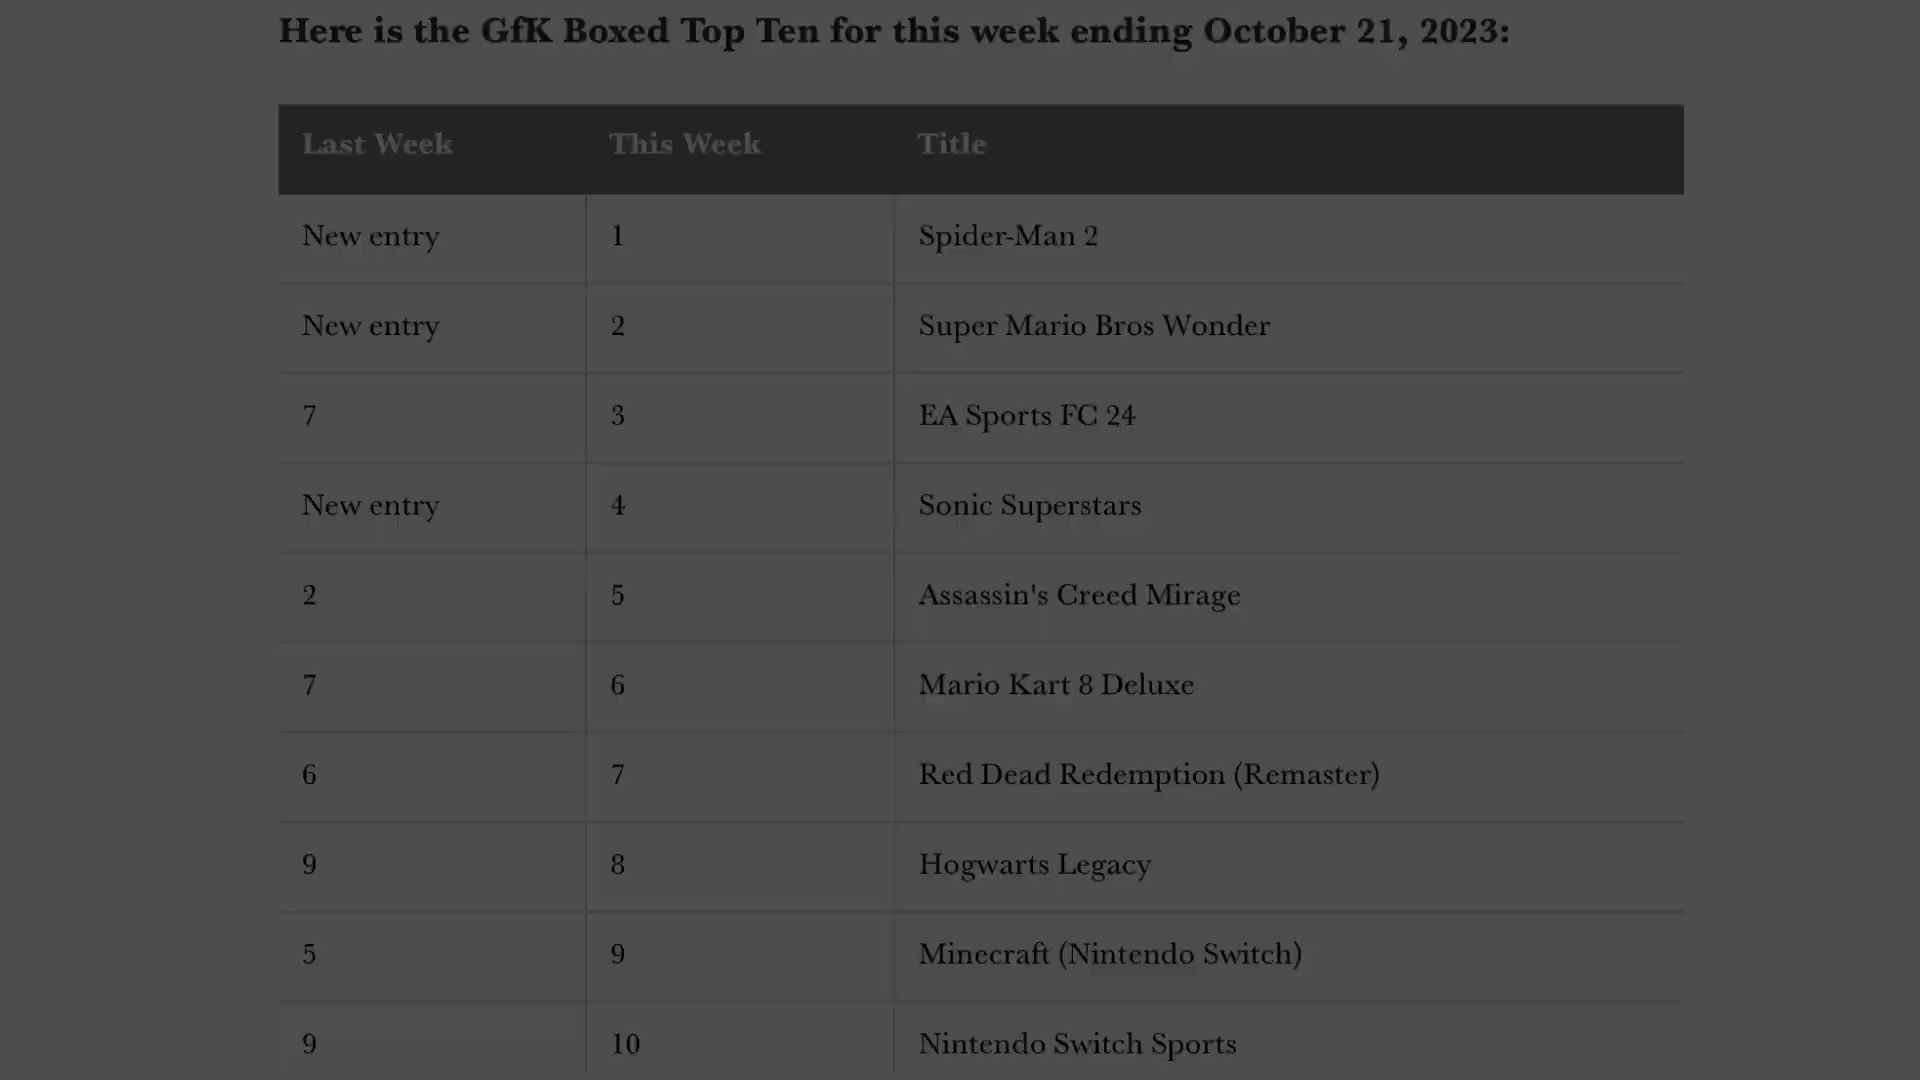 Here is the GfK Boxed Top Ten for this week ending October 21, 2023:
Last Week This Week Title
New entry 1 Spider-Man 2
New entry 2 Super Mario Bros Wonder
7 3 EA Sports FC 24
New entry 4 Sonic Superstars
2 5 Assassin's Creed Mirage
7 6 Mario Kart 8 Deluxe
6 7 Red Dead Redemption (Remaster)
9 8 Hogwarts Legacy
5 9 Minecraft (Nintendo Switch)
9 10 Nintendo Switch Sports